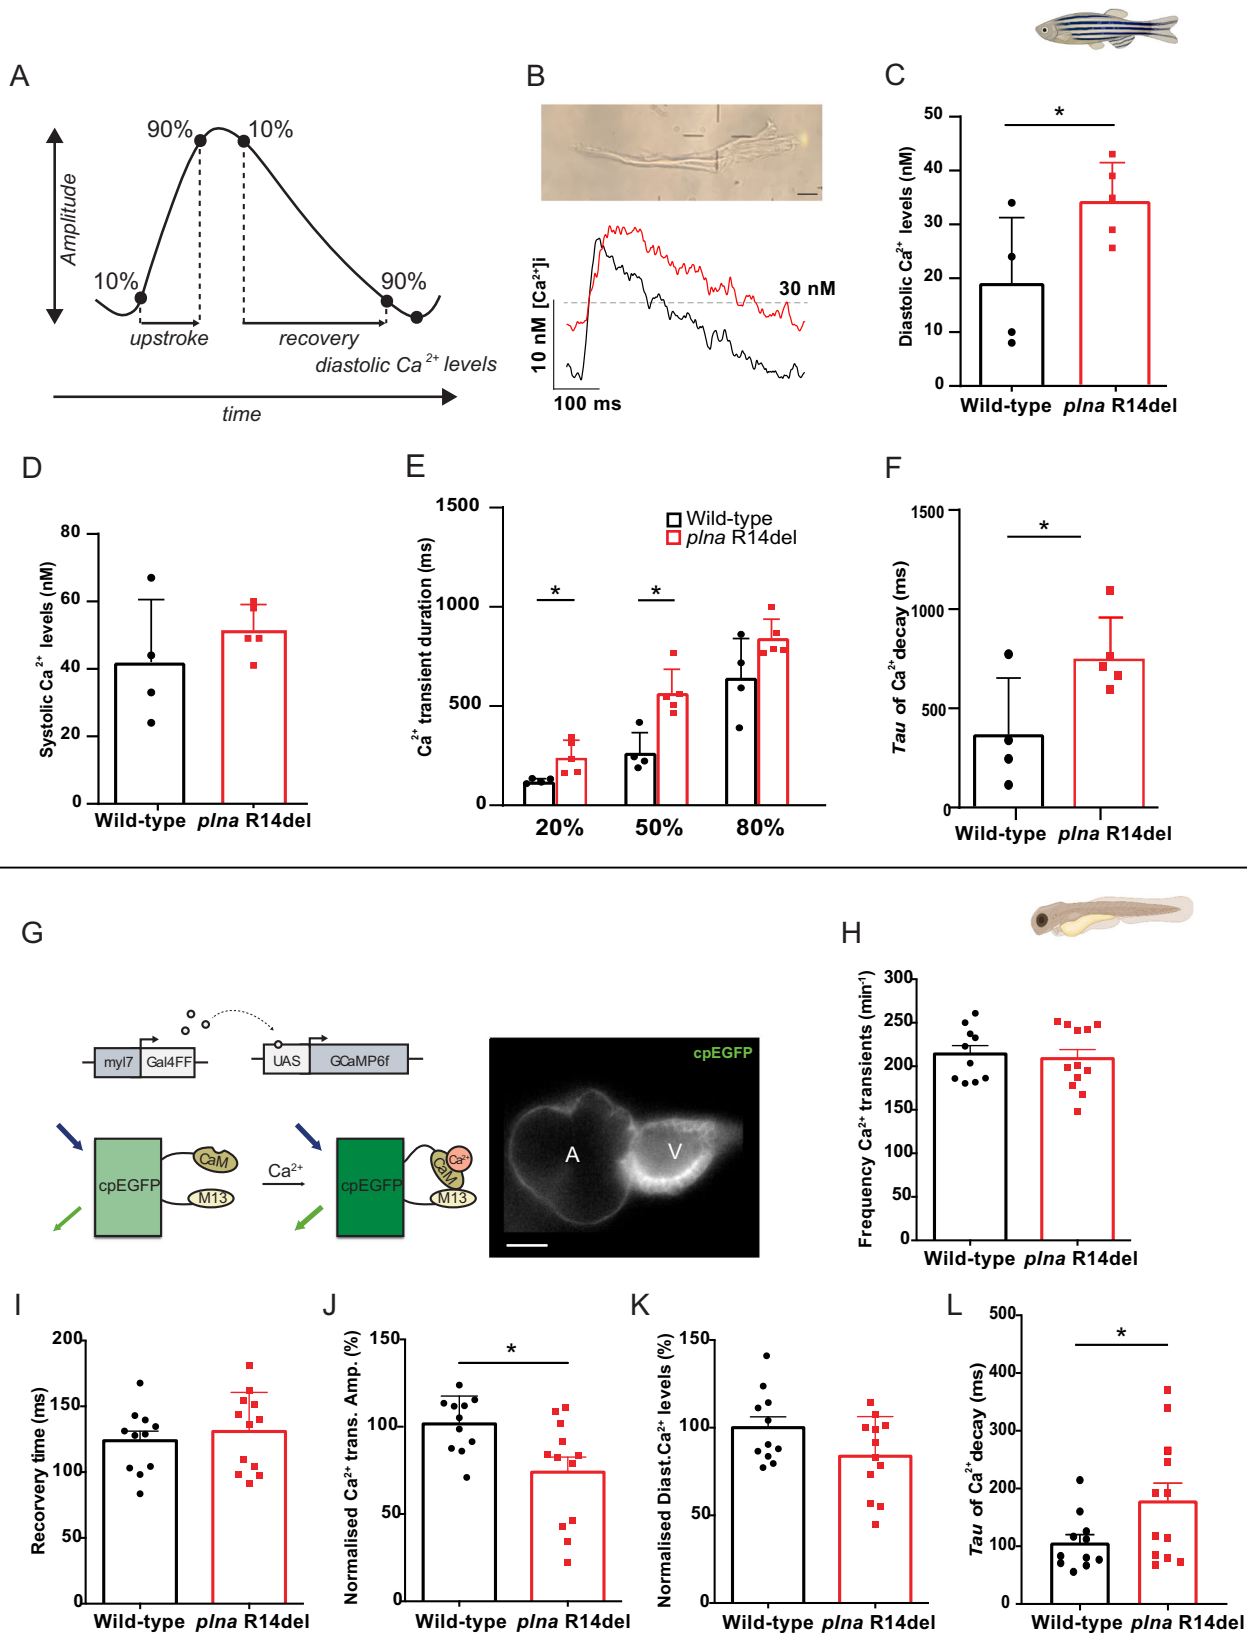 A
90%
10%
Amplitude
10%
90%
upstroke
recovery
diastolic Ca²⁺ levels
time
B
10 nM [Ca²⁺]i
30 nM
100 ms
C
Diastolic Ca²⁺ levels (nM)
50
40
30
20
10
0
*
Wild-type plna R14del
D
Systolic Ca²⁺ levels (nM)
80
60
40
20
0
Wild-type plna R14del
E
Ca²⁺ transient duration (ms)
1500
1000
500
0
Wild-type
plna R14del
*
*
20% 50% 80%
F
Tau of Ca²⁺decay (ms)
1500
1000
500
0
*
Wild-type plna R14del
G
myl7 Gal4FF
UAS GCaMP6f
cpEGFP
CaM
M13
Ca²⁺
cpEGFP
CaM
Ca²⁺
M13
cpEGFP
A
V
H
Frequency Ca²⁺ transients (min⁻¹)
300
250
200
150
100
50
0
Wild-type plna R14del
I
Recorvery time (ms)
200
150
100
50
0
Wild-type plna R14del
J
Normalised Ca²⁺ trans. Amp. (%)
150
100
50
0
*
Wild-type plna R14del
K
Normalised Diast.Ca²⁺ levels (%)
150
100
50
0
Wild-type plna R14del
L
Tau of Ca²⁺decay (ms)
500
400
300
200
100
0
*
Wild-type plna R14del